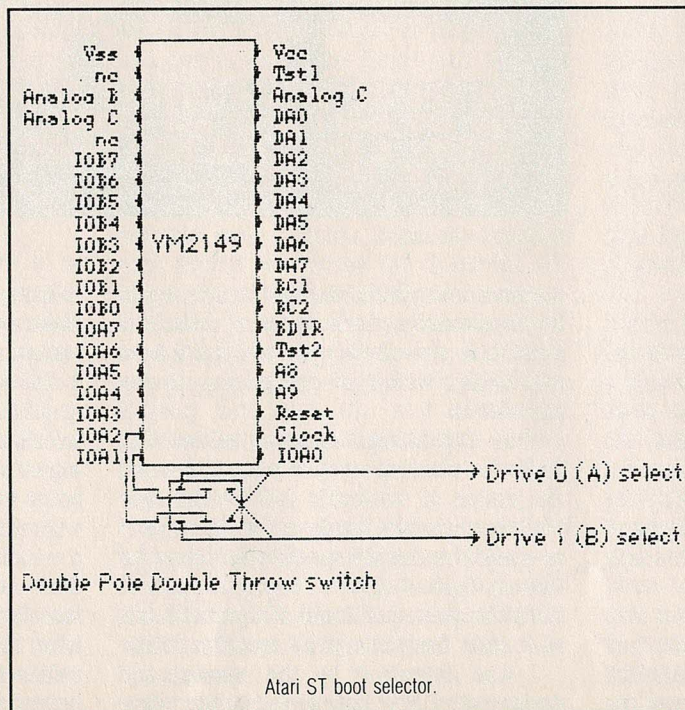 Vss
nc
Analog B
Analog C
nc
IOB7
IOB6
IOB5
IOB4
IOB3
IOB2
IOB1
IOB0
IOA7
IOA6
IOA5
IOA4
IOA3
IOA2
IOA1
YM2149
Vcc
Tst1
Analog C
DA0
DA1
DA2
DA3
DA4
DA5
DA6
DA7
BC1
BC2
BDIR
Tst2
A8
A9
Reset
Clock
IOA0
Drive 0 (A) select
Drive 1 (B) select
Double Pole Double Throw switch
Atari ST boot selector.